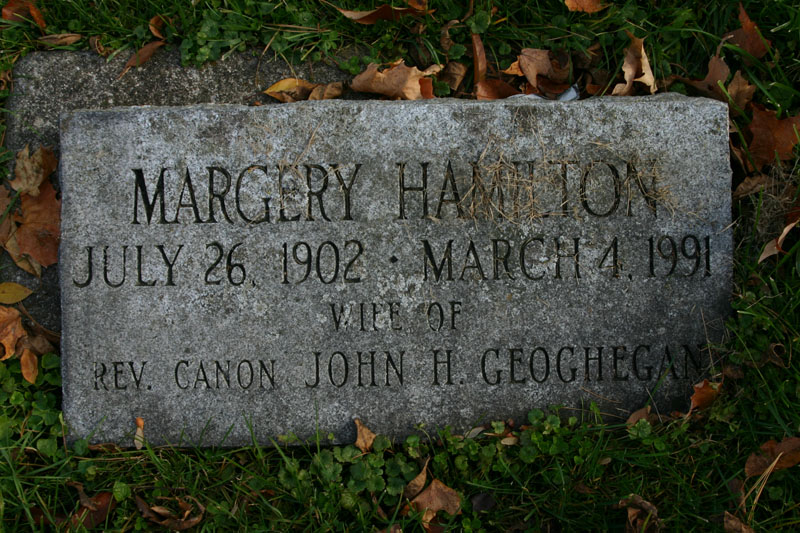 MARGERY HAMILTON
JULY 26, 1902 · MARCH 4, 1991
WIFE OF
REV. CANON JOHN H. GEOGHEGAN